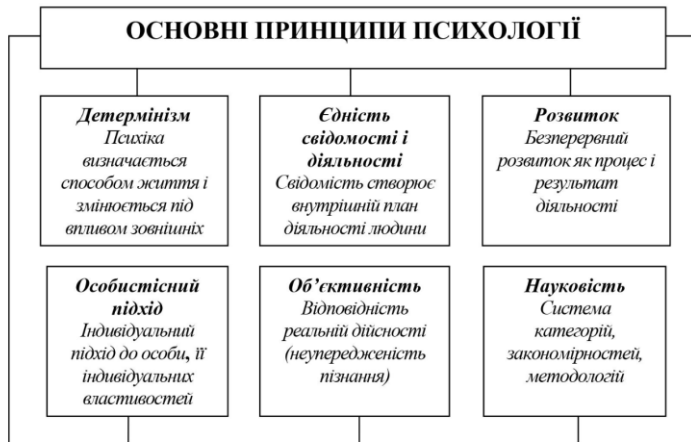 ОСНОВНІ ПРИНЦИПИ ПСИХОЛОГІЇ
Детермінізм
Психіка
визначається
способом життя і
змінюється під
впливом зовнішніх
Єдність
свідомості і
діяльності
Свідомість створює
внутрішній план
діяльності людини
Розвиток
Безперервний
розвиток як процес і
результат
діяльності
Особистісний
підхід
Індивідуальний
підхід до особи, її
індивідуальних
властивостей
Об’єктивність
Відповідність
реальній дійсності
(неупередженість
пізнання)
Науковість
Система
категорій,
закономірностей,
методологій